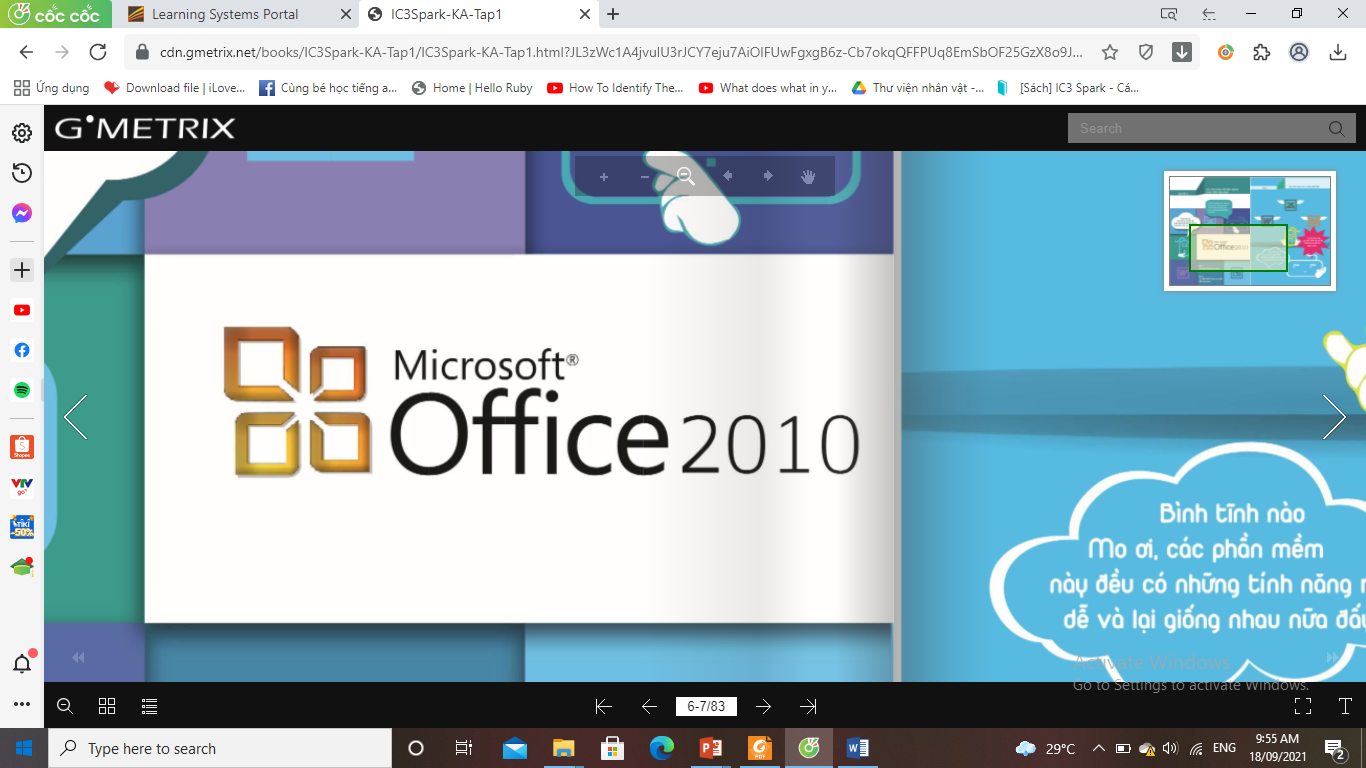 cốc cốc
Learning Systems Portal
IC3Spark-KA-Tap1
cdn.gmetrix.net/books/IC3Spark-KA-Tap1/IC3Spark-KA-Tap1.html?JL3zWc1A4jvulU3rJCY7eju7AiOlFUwFgxgB6z-Cb7okqQFFPUq8EmSbOF25GzX8o9J...
Ứng dụng
Download file | iLove...
Cùng bé học tiếng a...
Home | Hello Ruby
How To Identify The...
What does what in y...
Thư viện nhân vật -...
[Sách] IC3 Spark - Cá...
G*METRIX
Search
Microsoft®
Office 2010
Bình tĩnh nào
Mo ơi, các phần mềm
này đều có những tính năng
dễ và lại giống nhau nữa đấ
Activate Windows
Go to Settings to activate Windows.
6-7/83
Type here to search
29°C
ENG
9:55 AM
18/09/2021
2